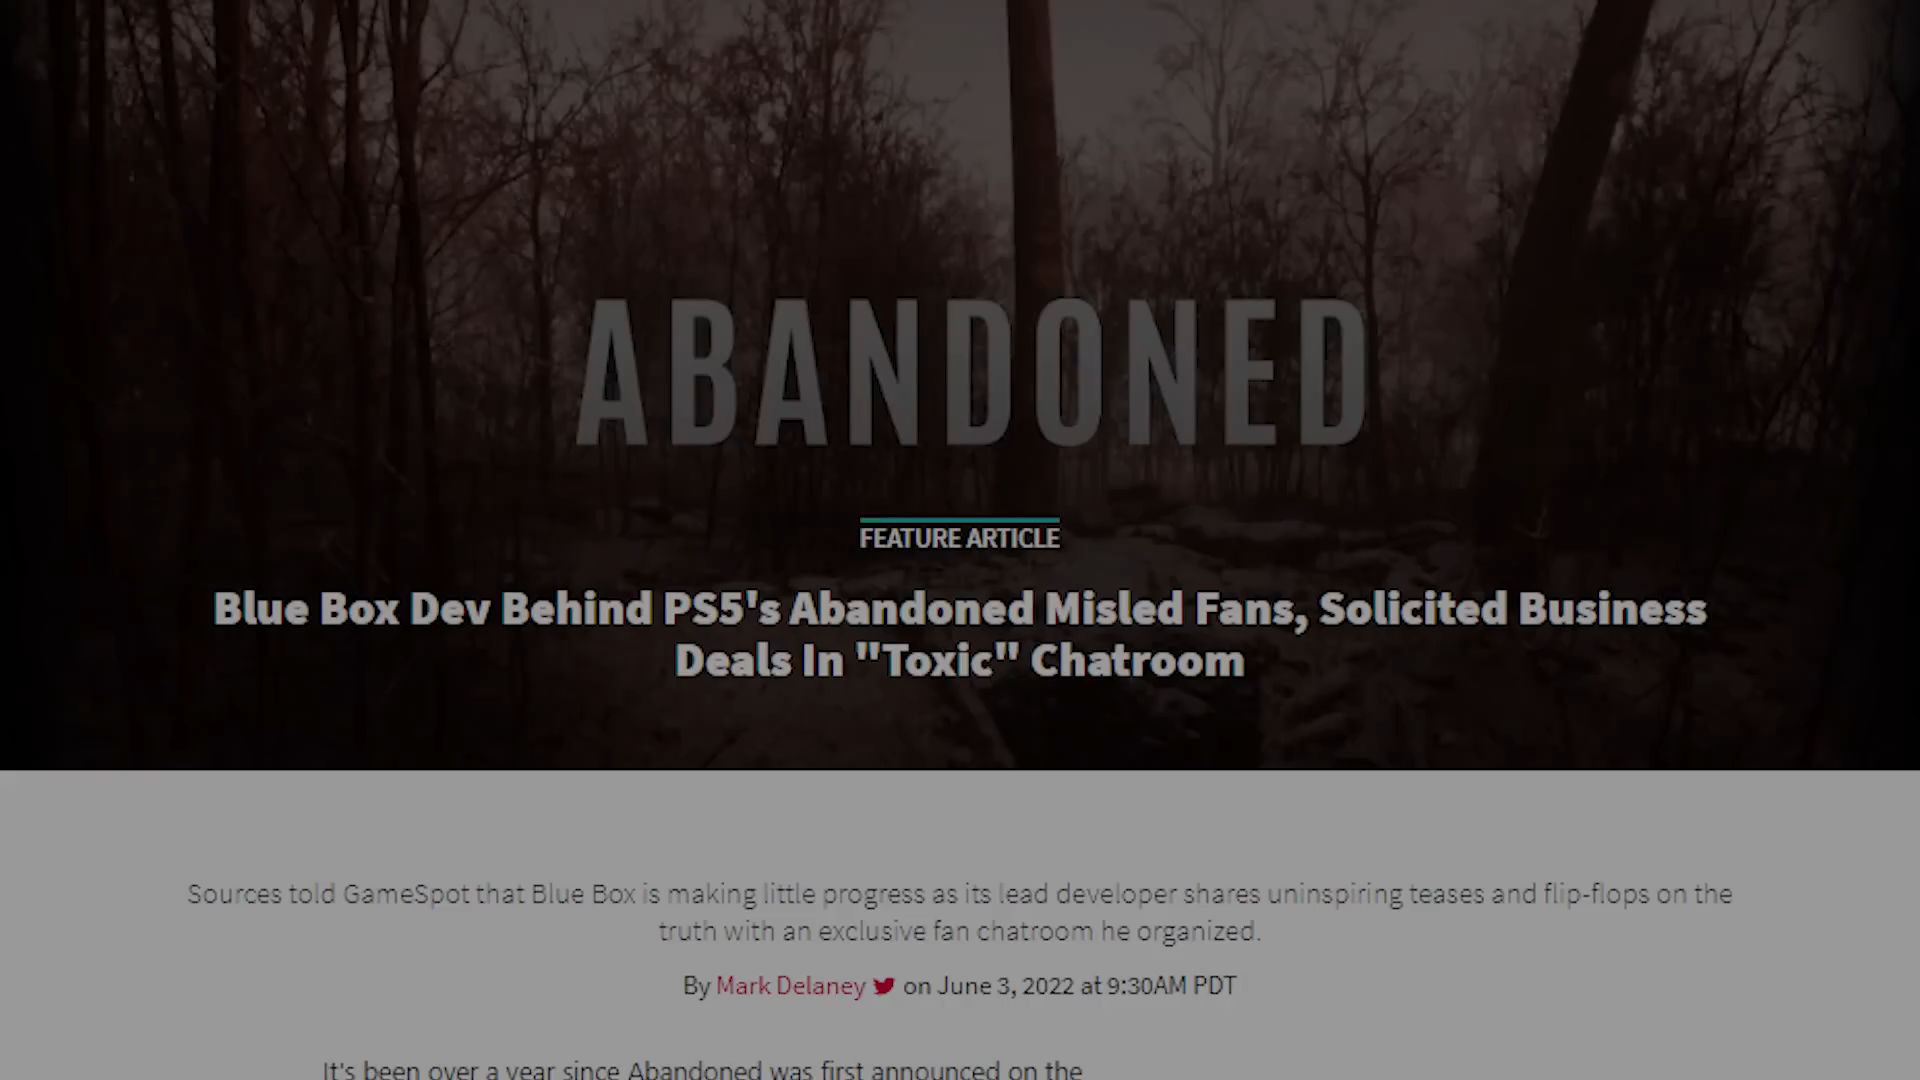 ABANDONED
FEATURE ARTICLE
Blue Box Dev Behind PS5's Abandoned Misled Fans, Solicited Business
Deals In "Toxic" Chatroom
Sources told GameSpot that Blue Box is making little progress as its lead developer shares uninspiring teases and flip-flops on the
truth with an exclusive fan chatroom he organized.
By Mark Delaney on June 3, 2022 at 9:30AM PDT
It's been over a year since Abandoned was first announced on the